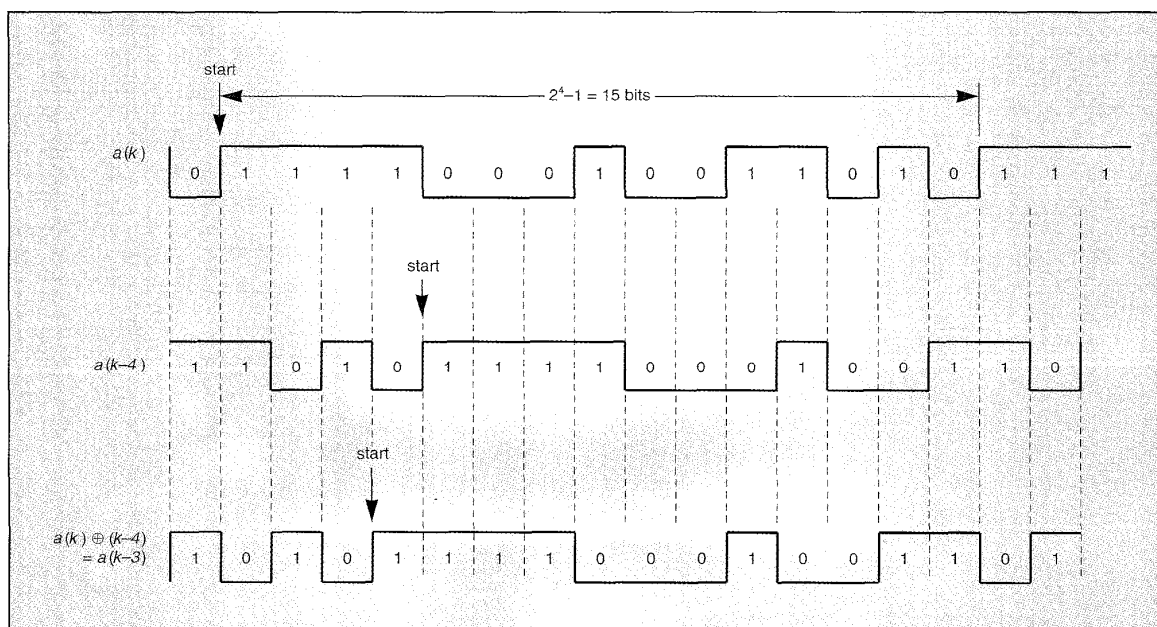 start
2⁴–1 = 15 bits
a(k)
0 1 1 1 1 0 0 0 1 0 0 1 1 0 1 0 1 1 1
start
a(k–4)
1 1 0 1 0 1 1 1 1 0 0 0 1 0 0 1 1 0
start
a(k) ⊕ (k–4)
= a(k–3)
1 0 1 0 1 1 1 1 0 0 0 1 0 0 1 1 0 1